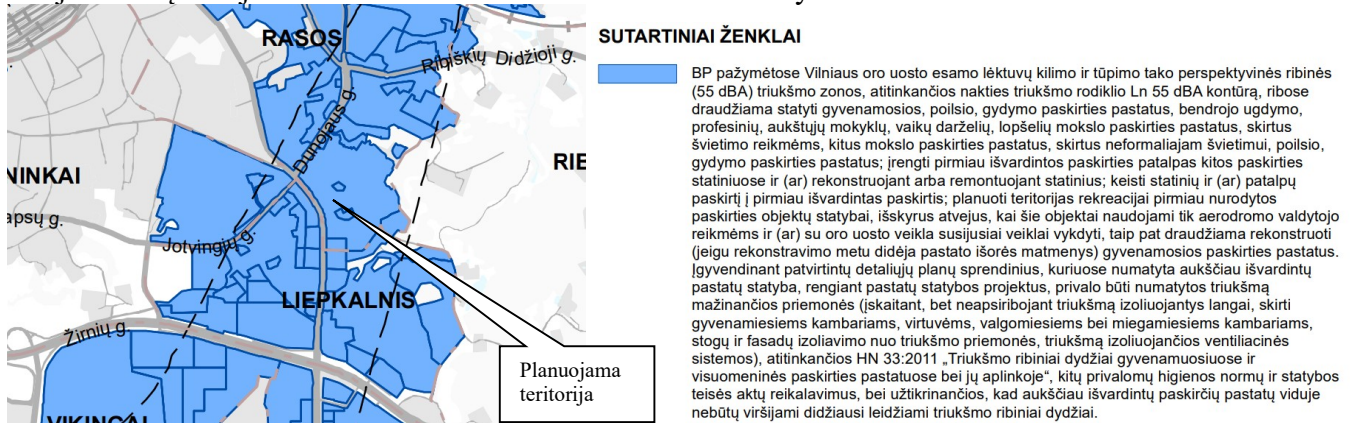 RASOS
Ribiškių Didžioji g.
Dunojaus g.
NINKAI
RIE
apsų g.
Jotvingių g.
LIEPKALNIS
Žirnių g.
Planuojama
teritorija
SUTARTINIAI ŽENKLAI
BP pažymėtose Vilniaus oro uosto esamo lėktuvų kilimo ir tūpimo tako perspektyvinės ribinės
(55 dBA) triukšmo zonos, atitinkančios nakties triukšmo rodiklio Ln 55 dBA kontūrą, ribose
draudžiama statyti gyvenamosios, poilsio, gydymo paskirties pastatus, bendrojo ugdymo,
profesinių, aukštųjų mokyklų, vaikų darželių, lopšelių mokslo paskirties pastatus, skirtus
švietimo reikmėms, kitus mokslo paskirties pastatus, skirtus neformaliajam švietimui, poilsio,
gydymo paskirties pastatus; įrengti pirmiau išvardintos paskirties patalpas kitos paskirties
statiniuose ir (ar) rekonstruojant arba remontuojant statinius; keisti statinių ir (ar) patalpų
paskirtį į pirmiau išvardintas paskirtis; planuoti teritorijas rekreacijai pirmiau nurodytos
paskirties objektų statybai, išskyrus atvejus, kai šie objektai naudojami tik aerodromo valdytojo
reikmėms ir (ar) su oro uosto veikla susijusiai veiklai vykdyti, taip pat draudžiama rekonstruoti
(jeigu rekonstravimo metu didėja pastato išorės matmenys) gyvenamosios paskirties pastatus.
Įgyvendinant patvirtintų detaliųjų planų sprendinius, kuriuose numatyta aukščiau išvardintų
pastatų statyba, rengiant pastatų statybos projektus, privalo būti numatytos triukšmą
mažinančios priemonės (įskaitant, bet neapsiribojant triukšmą izoliuojantys langai, skirti
gyvenamiesiems kambariams, virtuvėms, valgomiesiems bei miegamiesiems kambariams,
stogų ir fasadų izoliavimo nuo triukšmo priemonės, triukšmą izoliuojančios ventiliacinės
sistemos), atitinkančios HN 33:2011 „Triukšmo ribiniai dydžiai gyvenamuosiuose ir
visuomeninės paskirties pastatuose bei jų aplinkoje“, kitų privalomų higienos normų ir statybos
teisės aktų reikalavimus, bei užtikrinančios, kad aukščiau išvardintų paskirčių pastatų viduje
nebūtų viršijami didžiausi leidžiami triukšmo ribiniai dydžiai.